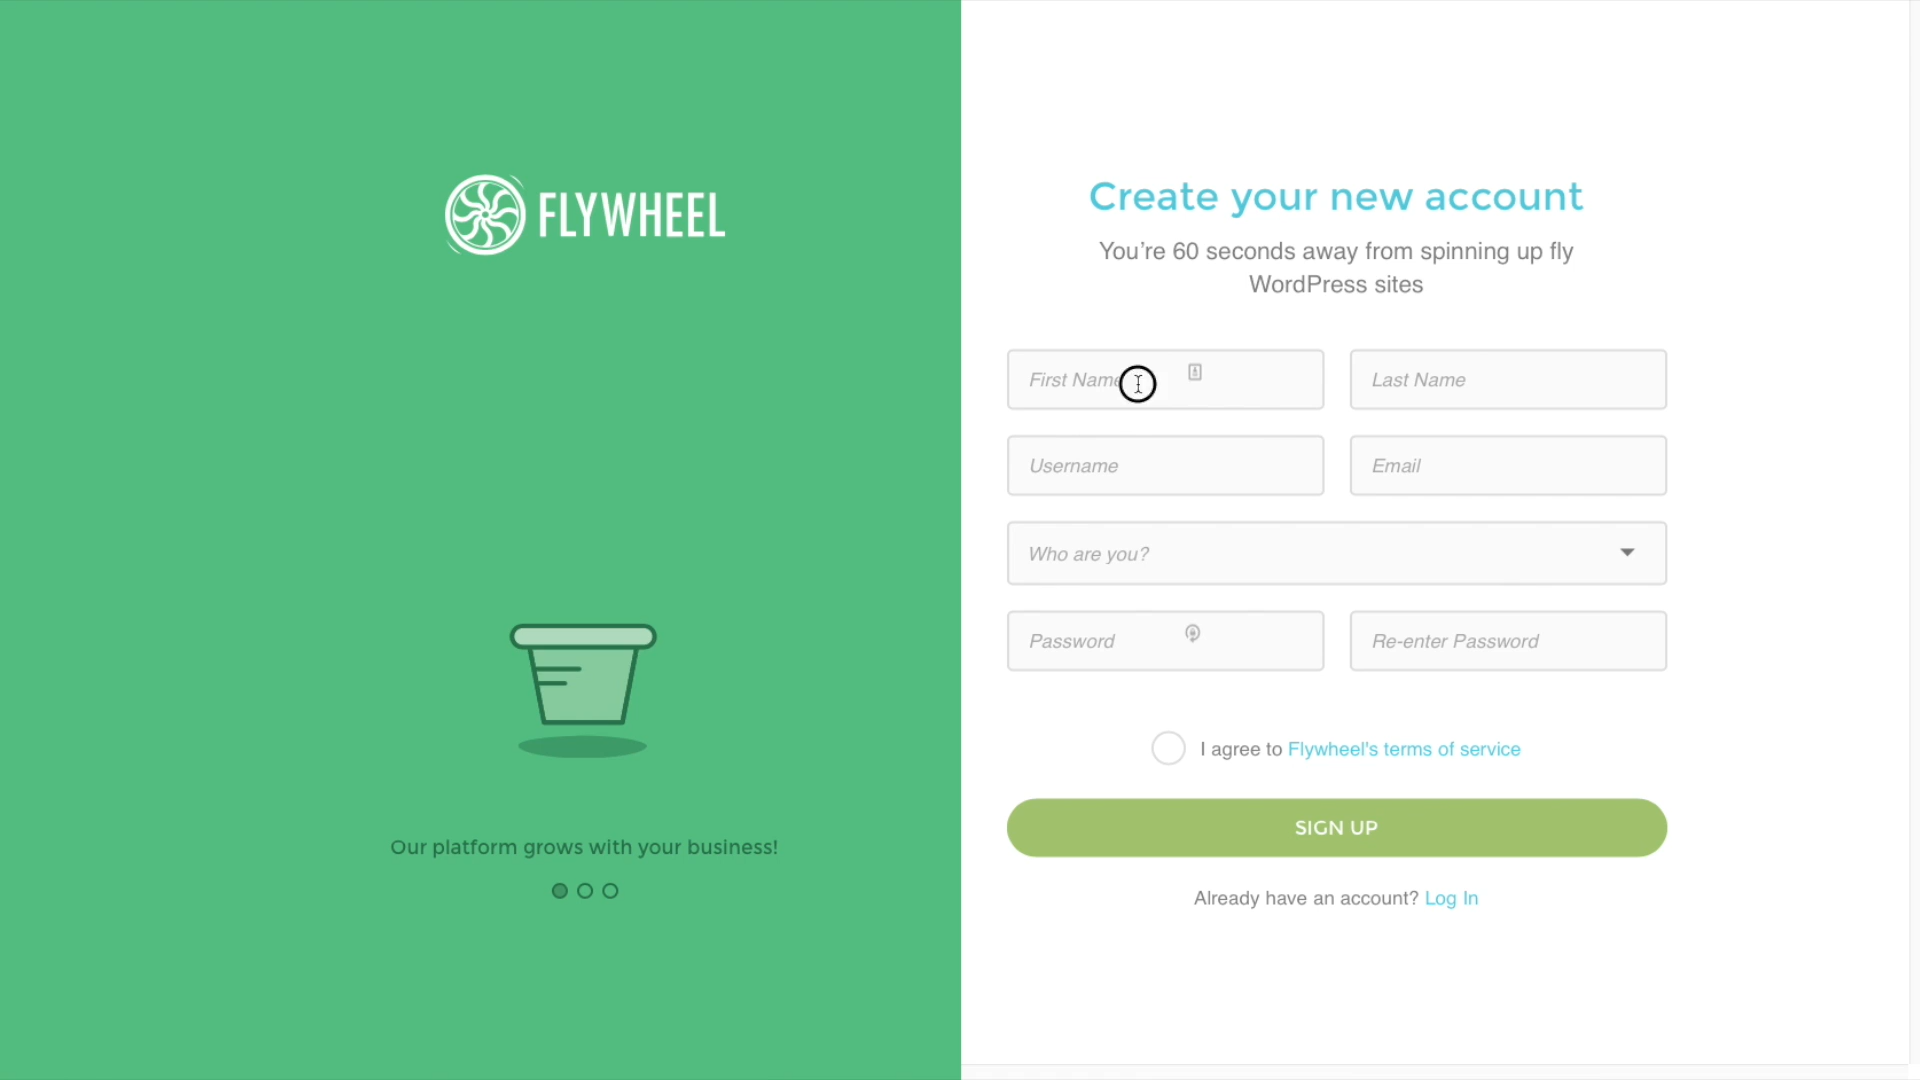 FLYWHEEL
Our platform grows with your business!
Create your new account
You’re 60 seconds away from spinning up fly
WordPress sites
First Name
Last Name
Username
Email
Who are you?
Password
Re-enter Password
I agree to Flywheel's terms of service
SIGN UP
Already have an account? Log In